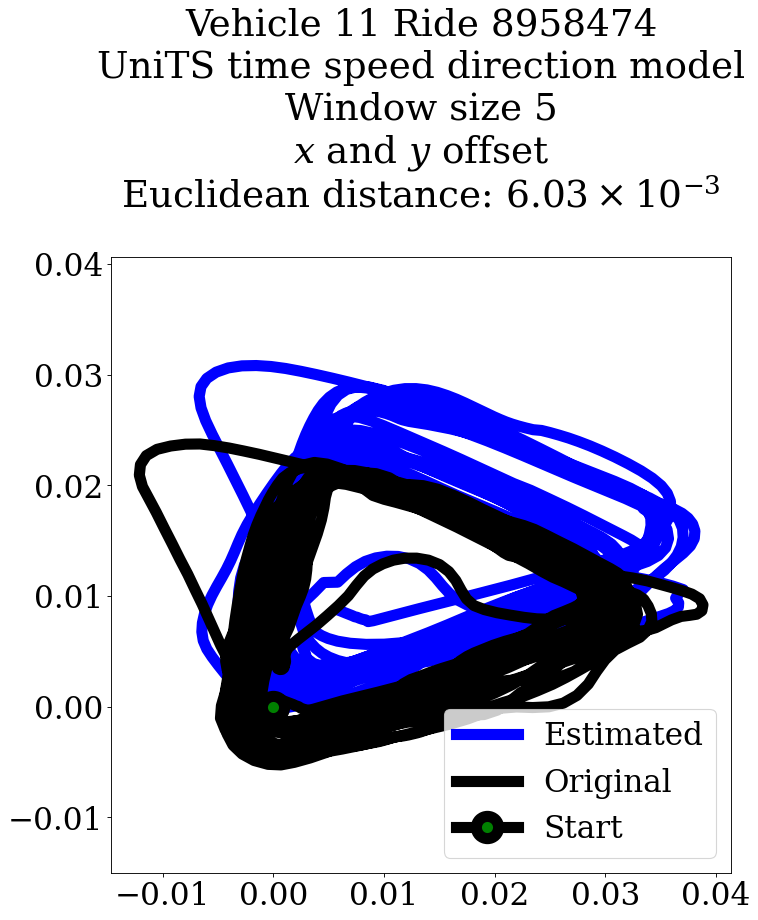 Vehicle 11 Ride 8958474
UniTS time speed direction model
Window size 5
x and y offset
Euclidean distance: 6.03 × 10⁻³
0.04
0.03
0.02
0.01
0.00
−0.01
Estimated
Original
Start
−0.01 0.00 0.01 0.02 0.03 0.04